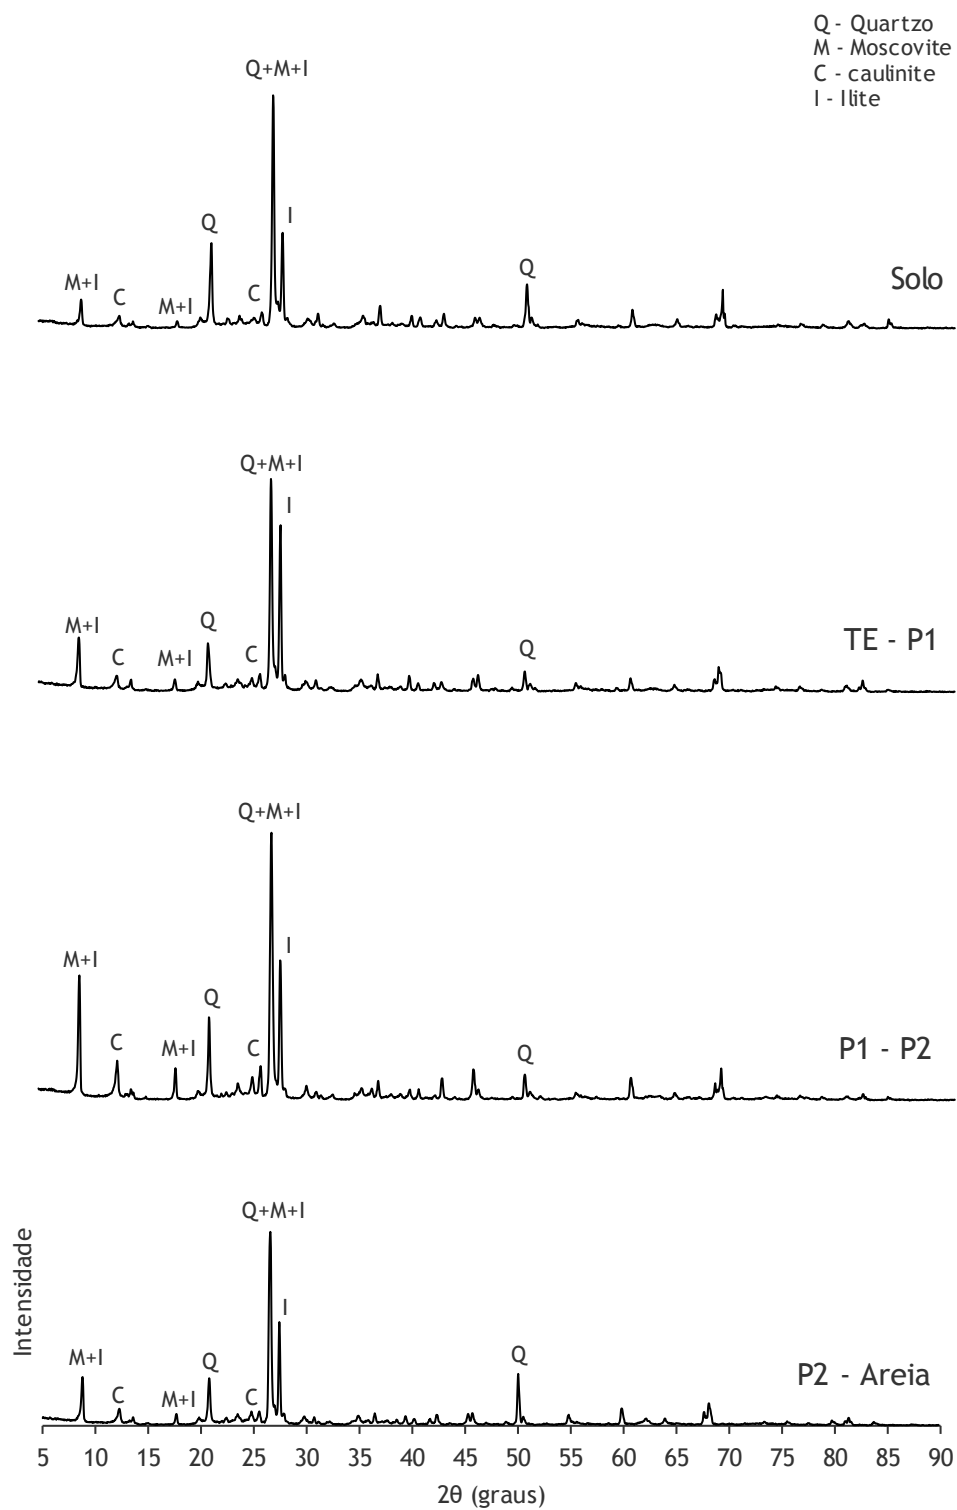 Q - Quartzo
M - Moscovite
C - caulinite
I - Ilite
Q+M+I
I
Q
M+I
C
M+I
C
Q
Solo
Q+M+I
I
M+I
Q
C
M+I
C
Q
TE - P1
Q+M+I
I
M+I
Q
C
M+I
C
Q
P1 - P2
Q+M+I
I
M+I
Q
C
M+I
C
Q
P2 - Areia
Intensidade
5 10 15 20 25 30 35 40 45 50 55 60 65 70 75 80 85 90
2θ (graus)